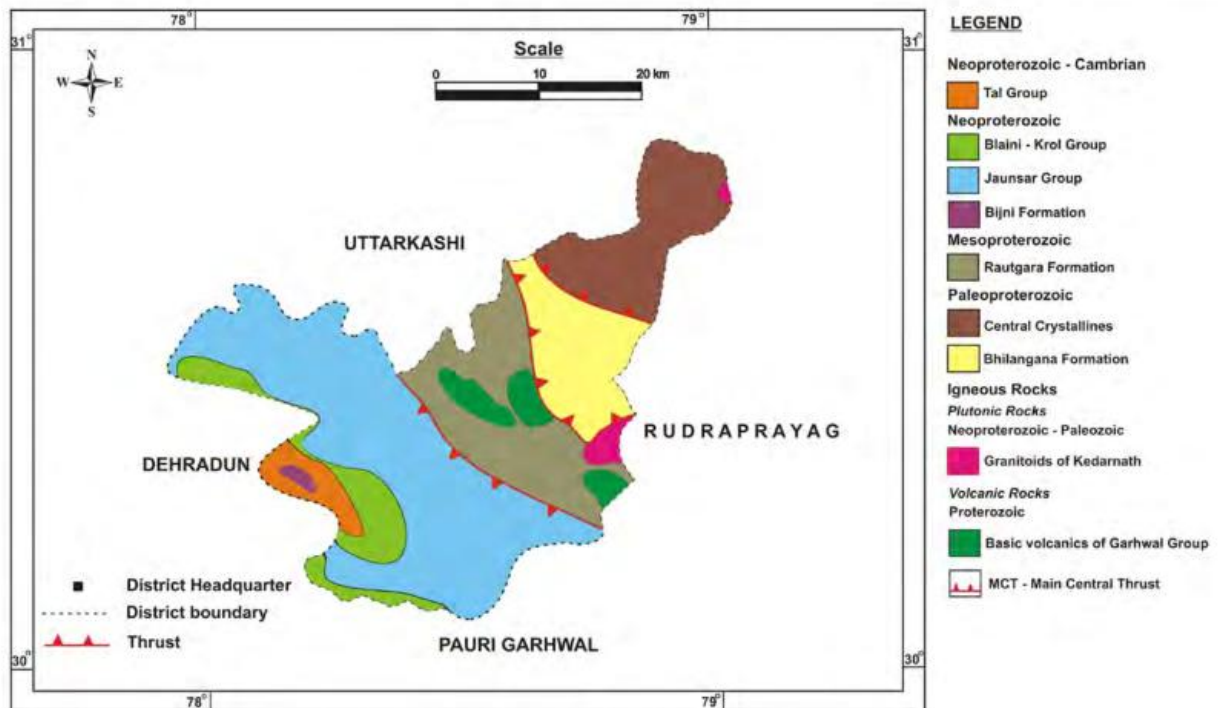 78°
79°
31°
31°
N
W E
S
Scale
0 10 20 km
UTTARKASHI
RUDRAPRAYAG
DEHRADUN
PAURI GARHWAL
District Headquarter
District boundary
Thrust
30°
30°
78°
79°
LEGEND
Neoproterozoic - Cambrian
Tal Group
Neoproterozoic
Blaini - Krol Group
Jaunsar Group
Bijni Formation
Mesoproterozoic
Rautgara Formation
Paleoproterozoic
Central Crystallines
Bhilangana Formation
Igneous Rocks
Plutonic Rocks
Neoproterozoic - Paleozoic
Granitoids of Kedarnath
Volcanic Rocks
Proterozoic
Basic volcanics of Garhwal Group
MCT - Main Central Thrust